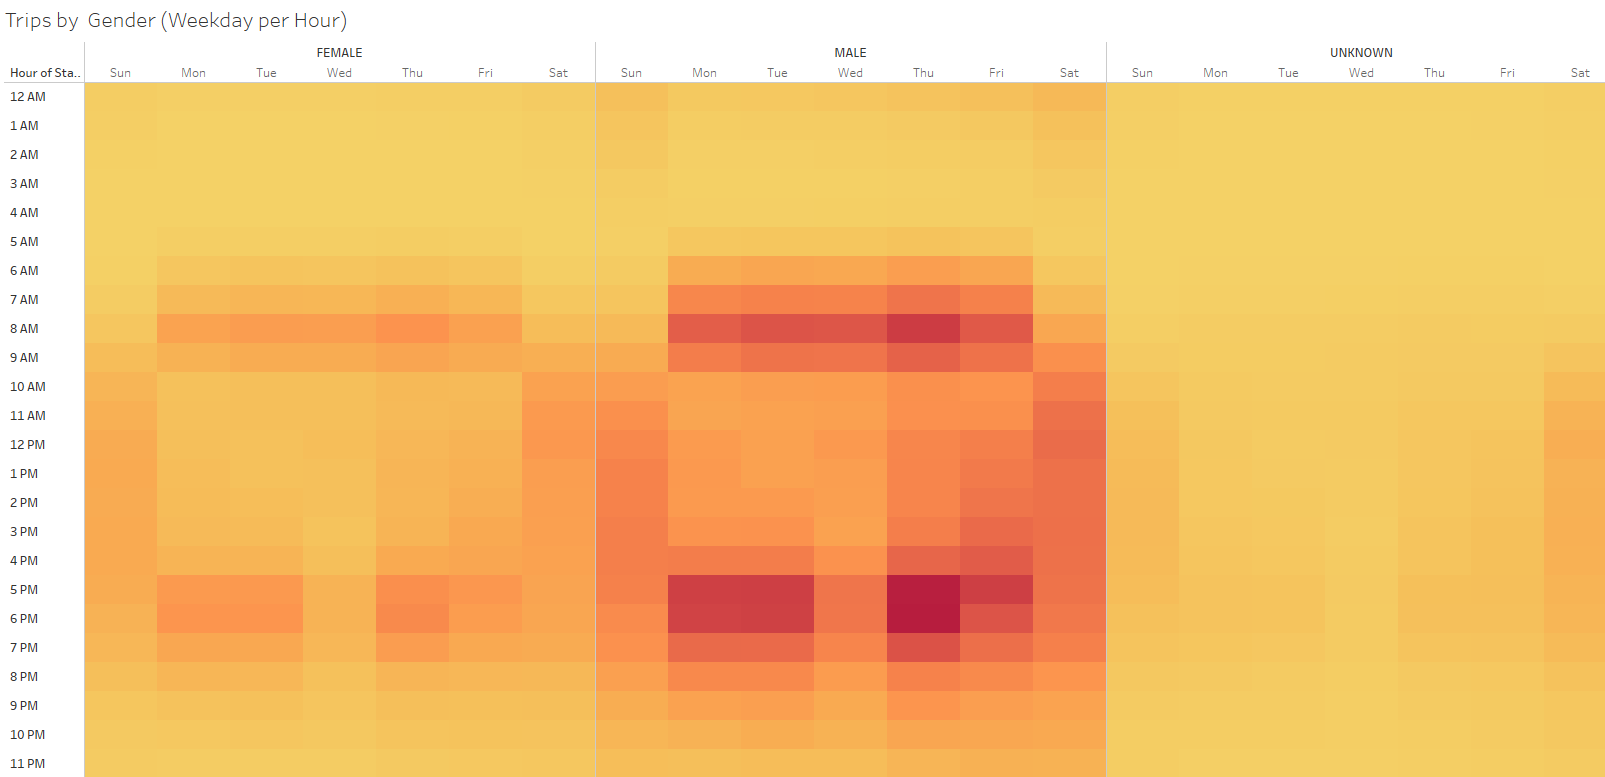 Trips by  Gender (Weekday per Hour)
FEMALE MALE UNKNOWN
Hour of Sta.. Sun Mon Tue Wed Thu Fri Sat Sun Mon Tue Wed Thu Fri Sat Sun Mon Tue Wed Thu Fri Sat
12 AM
1 AM
2 AM
3 AM
4 AM
5 AM
6 AM
7 AM
8 AM
9 AM
10 AM
11 AM
12 PM
1 PM
2 PM
3 PM
4 PM
5 PM
6 PM
7 PM
8 PM
9 PM
10 PM
11 PM